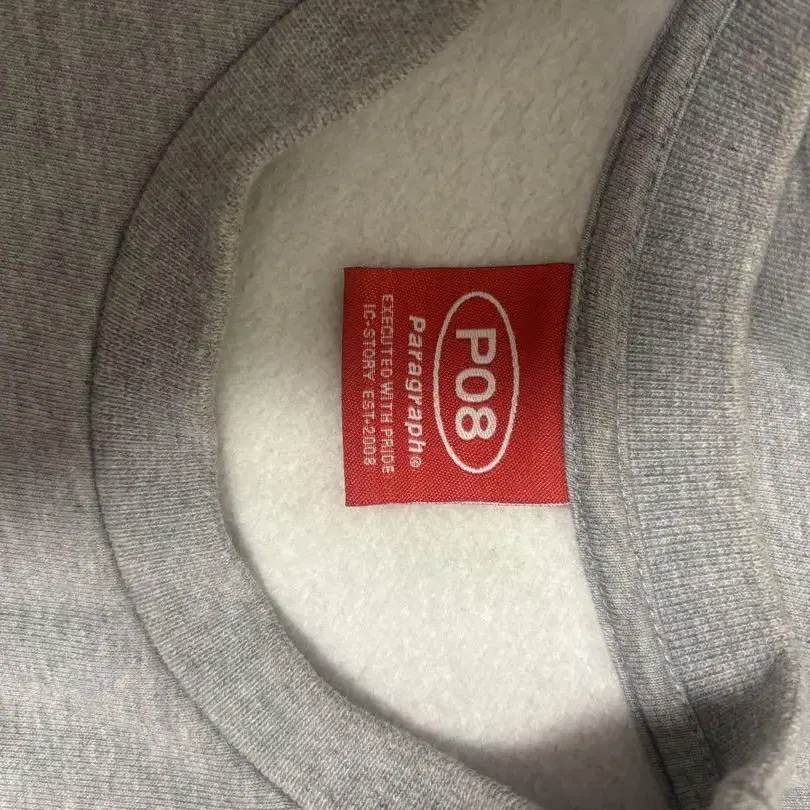 P08
Paragraph®
EXECUTED WITH PRIDE
IC-STORY EST-2008